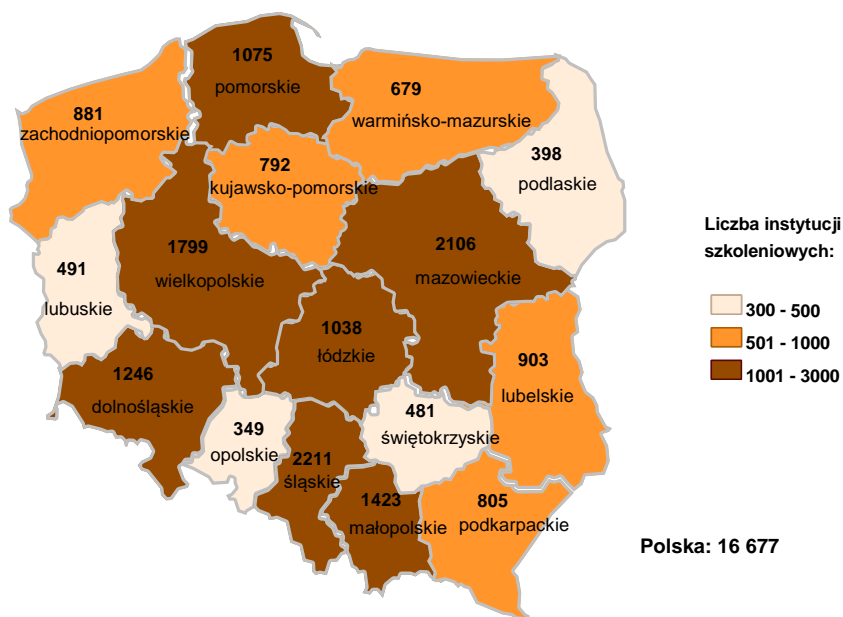 1075
pomorskie
679
warmińsko-mazurskie
881
zachodniopomorskie
398
podlaskie
792
kujawsko-pomorskie
1799
wielkopolskie
2106
mazowieckie
491
lubuskie
1038
łódzkie
903
lubelskie
1246
dolnośląskie
481
świętokrzyskie
349
opolskie
2211
śląskie
1423
małopolskie
805
podkarpackie
Liczba instytucji
szkoleniowych:
300 - 500
501 - 1000
1001 - 3000
Polska: 16 677